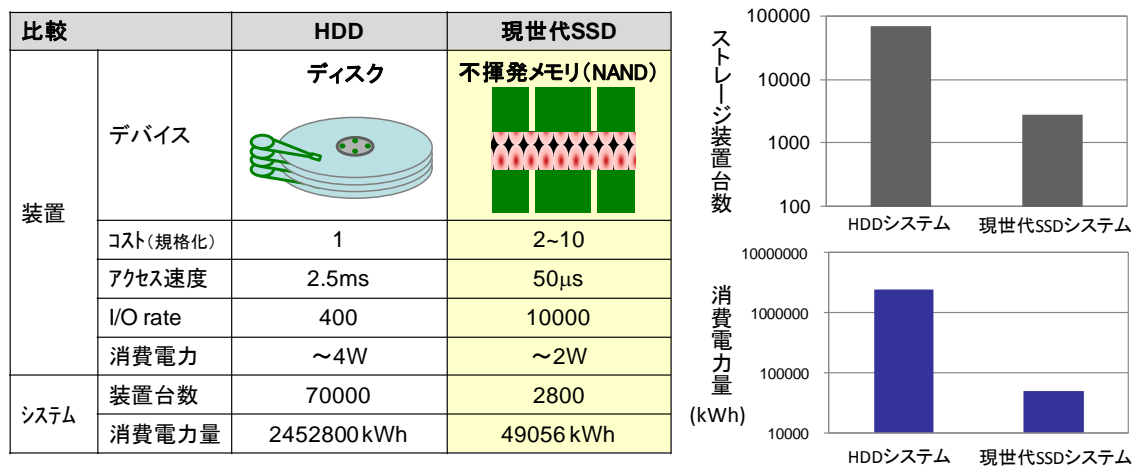 比較 HDD 現世代SSD
装置 デバイス ディスク 不揮発メモリ(NAND)
コスト(規格化) 1 2~10
アクセス速度 2.5ms 50μs
I/O rate 400 10000
消費電力 ～4W ～2W
システム 装置台数 70000 2800
消費電力量 2452800kWh 49056kWh
ストレージ装置台数
100000
10000
1000
100
HDDシステム 現世代SSDシステム
消費電力量
(kWh)
10000000
1000000
100000
10000
HDDシステム 現世代SSDシステム